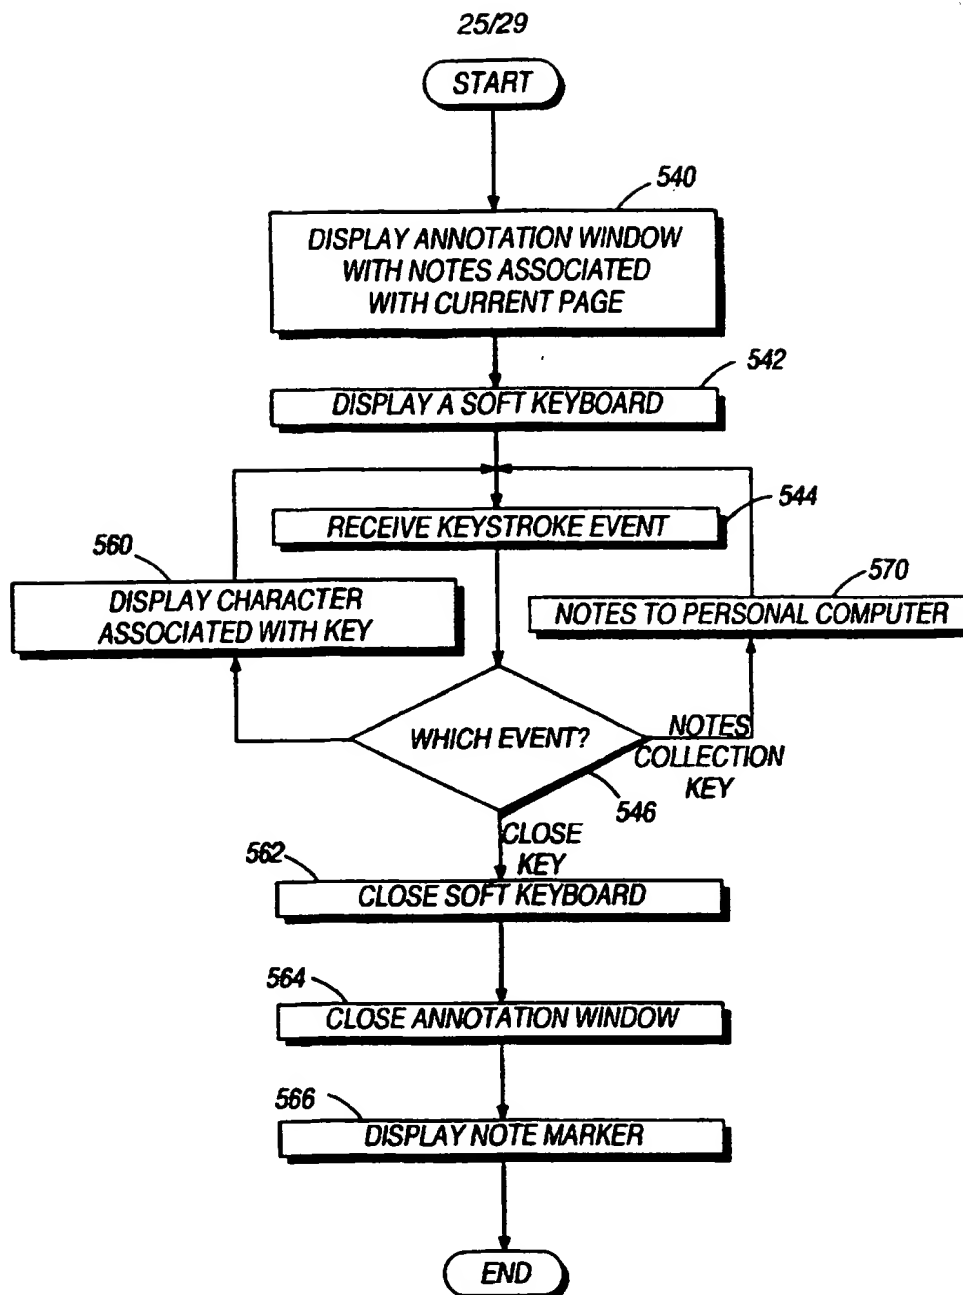 25/29
START
540
DISPLAY ANNOTATION WINDOW
WITH NOTES ASSOCIATED
WITH CURRENT PAGE
542
DISPLAY A SOFT KEYBOARD
544
RECEIVE KEYSTROKE EVENT
560
DISPLAY CHARACTER
ASSOCIATED WITH KEY
570
NOTES TO PERSONAL COMPUTER
WHICH EVENT?
NOTES
COLLECTION
KEY
546
CLOSE
KEY
562
CLOSE SOFT KEYBOARD
564
CLOSE ANNOTATION WINDOW
566
DISPLAY NOTE MARKER
END